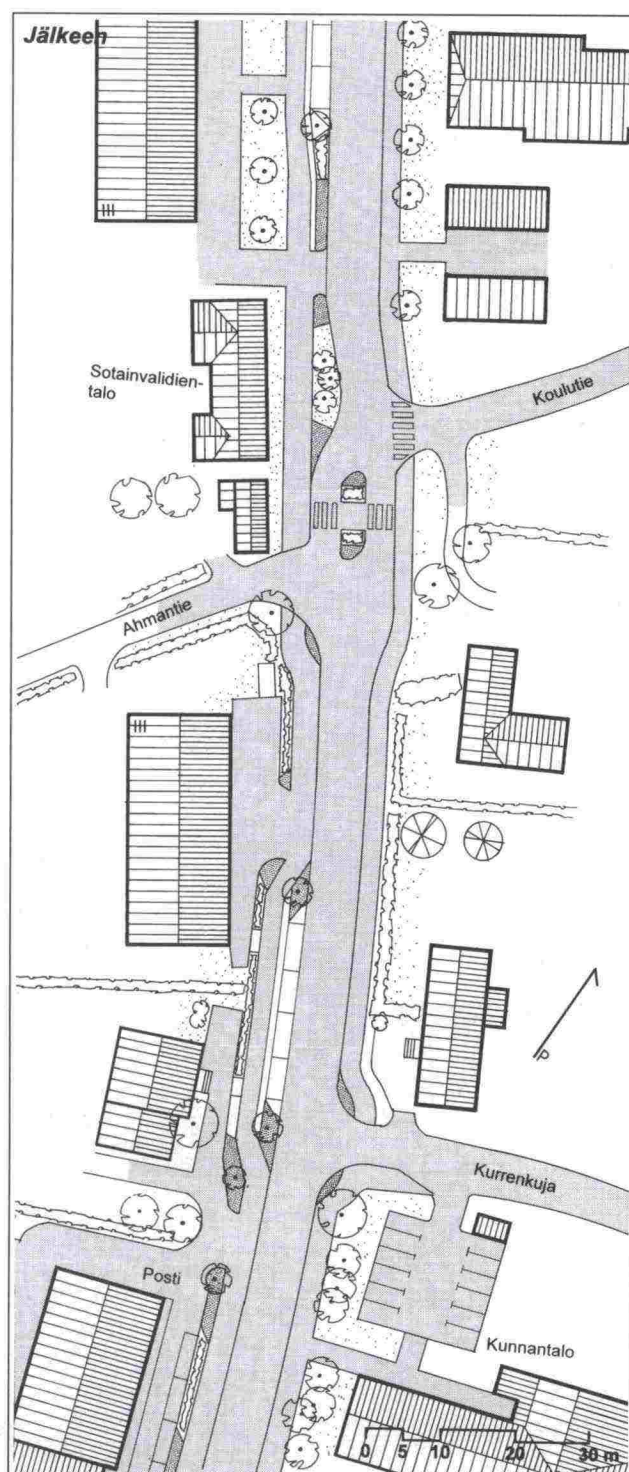 Jälkeen
Sotainvalidien-
talo
Koulutie
Ahmantie
P
Kurrenkuja
Posti
Kunnantalo
0 5 10 20 30 m